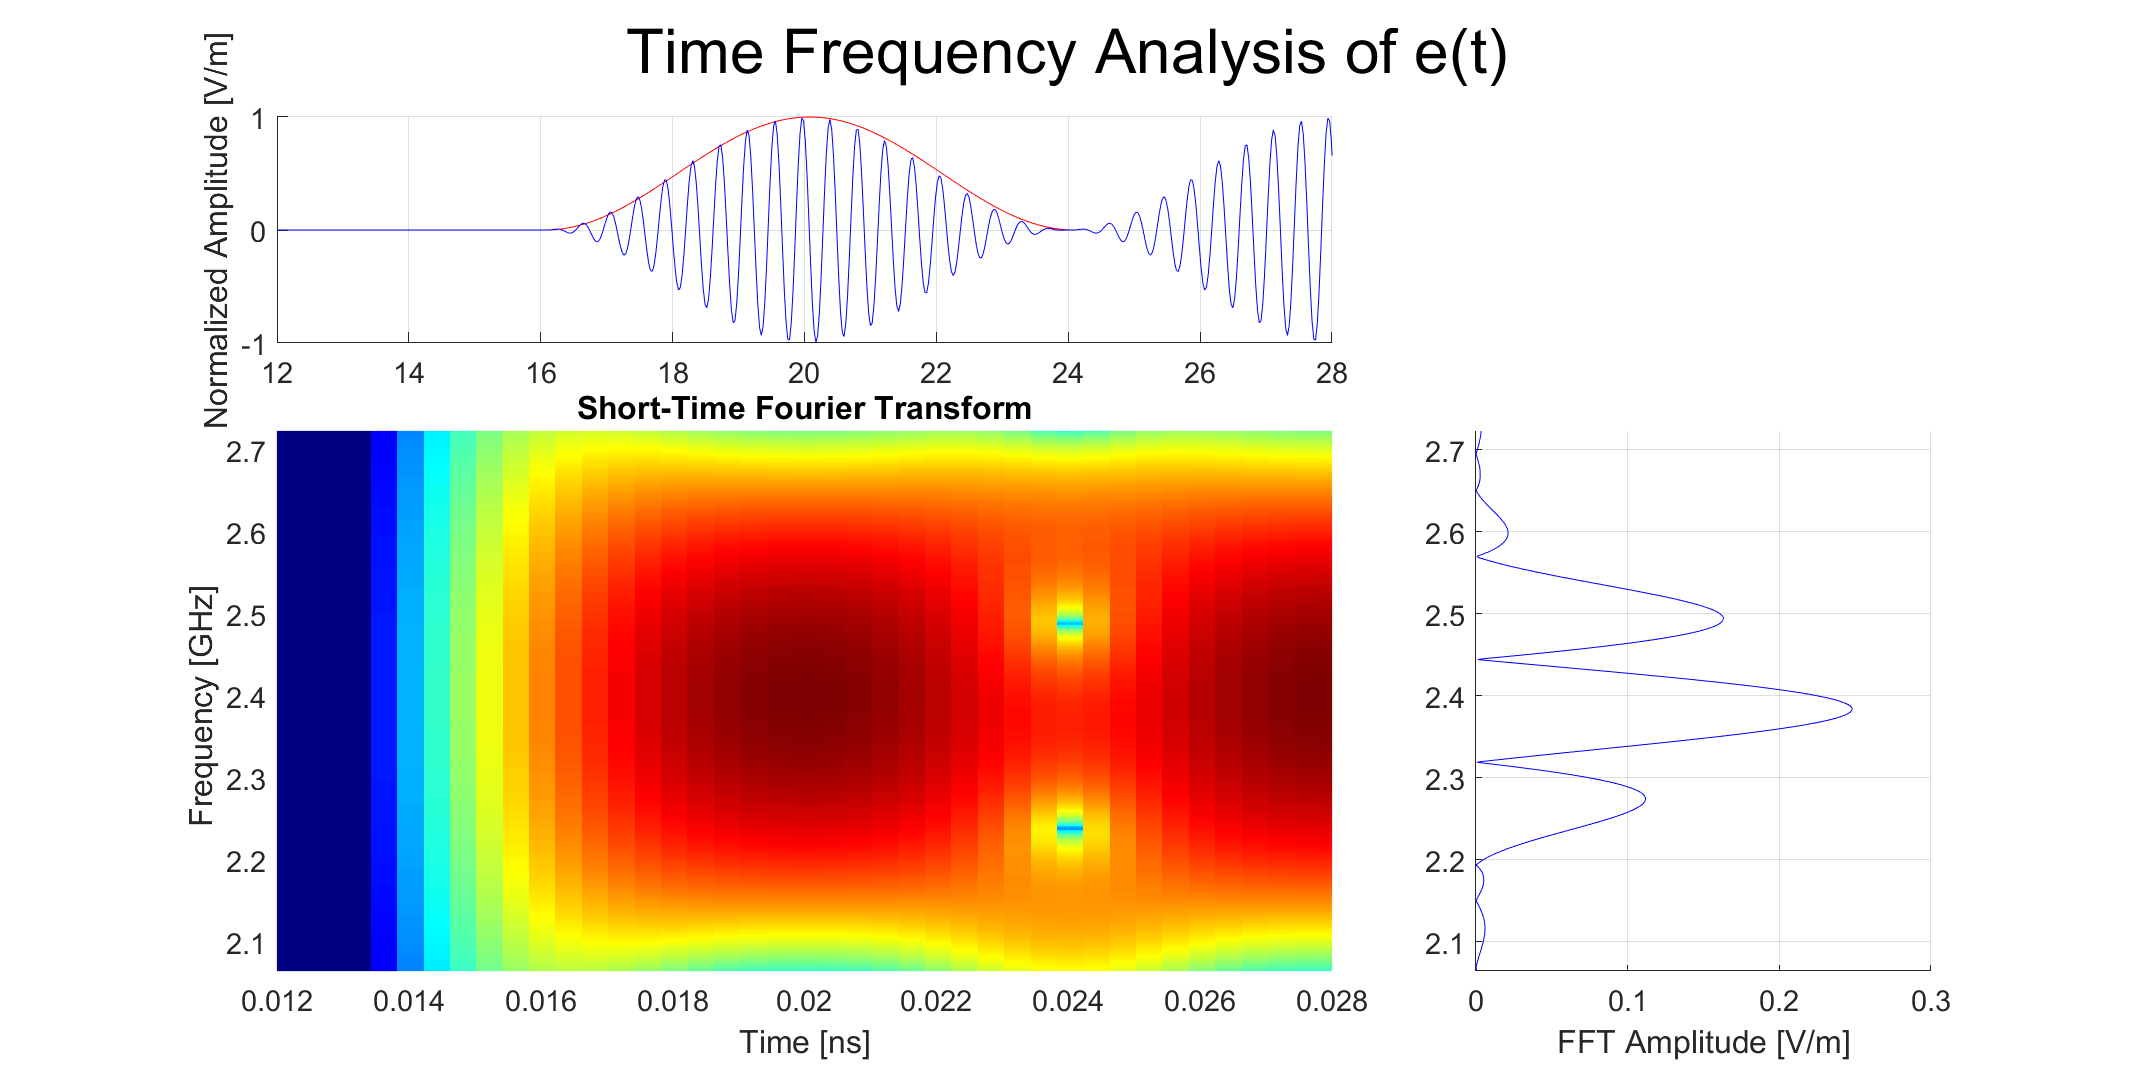 Time Frequency Analysis of e(t)
Normalized Amplitude [V/m]
1
0
-1
12 14 16 18 20 22 24 26 28
Short-Time Fourier Transform
Frequency [GHz]
2.7
2.6
2.5
2.4
2.3
2.2
2.1
0.012 0.014 0.016 0.018 0.02 0.022 0.024 0.026 0.028
Time [ns]
2.7
2.6
2.5
2.4
2.3
2.2
2.1
0 0.1 0.2 0.3
FFT Amplitude [V/m]